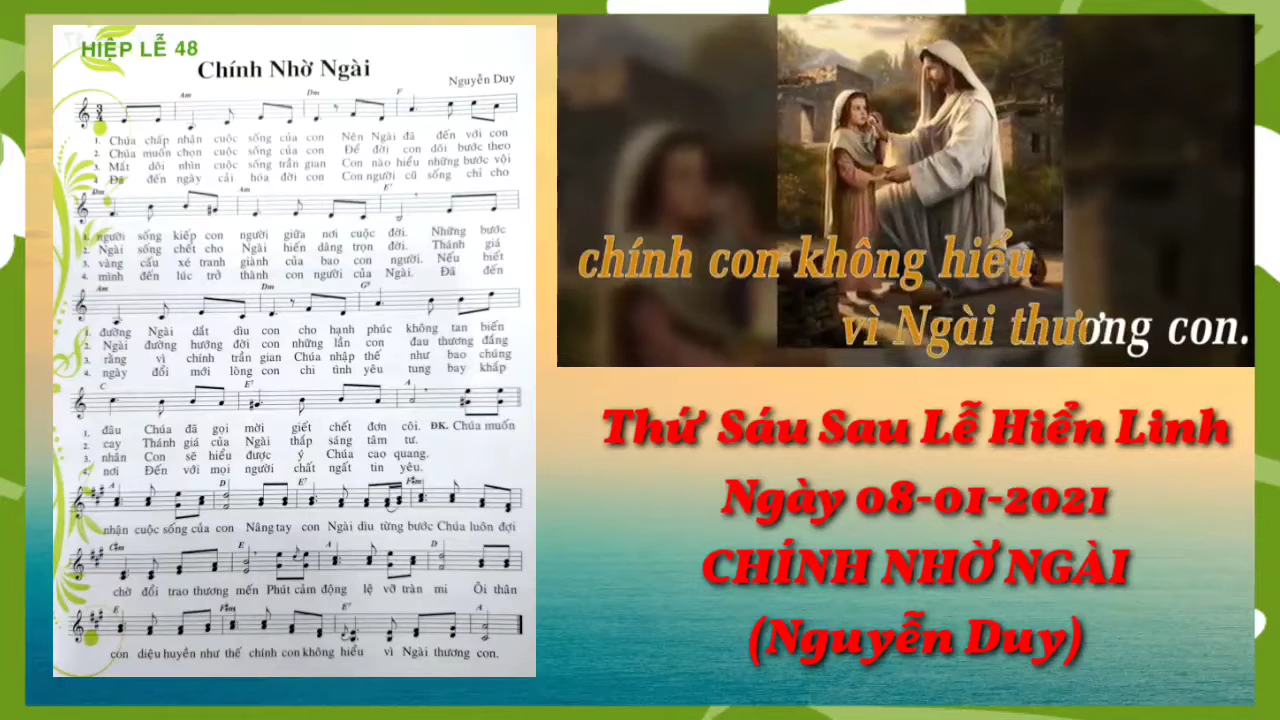 HIỆP LỄ 48
Chính Nhờ Ngài
Nguyễn Duy
Am Dm F
1. Chúa chấp nhận cuộc sống của con Nên Ngài đã đến với con
2. Chúa muốn chọn cuộc sống của con Để đời con dõi bước theo
3. Mắt dõi nhìn cuộc sống trần gian Con nào hiểu những bước vội
4. Đã đến ngày cải hóa đời con Con người cũ sống chỉ cho
Dm Am E7
1. người sống kiếp con người giữa nơi cuộc đời. Những bước
2. Ngài sống chết cho Ngài hiến dâng trọn đời. Thánh giá
3. vàng cấu xé tranh giành của bao con người. Nếu biết
4. mình đến lúc trở thành con người của Ngài. Đã đến
Am Dm G7
1. đường Ngài dắt dìu con cho hạnh phúc không tan biến
2. Ngài đưỡng hướng đời con những lần con đau thương đắng
3. rằng vì chính trần gian Chúa nhập thế như bao chúng
4. ngày đổi mới lòng con chi tình yêu tung bay khắp
C E7 A
1. đâu Chúa đã gọi mời giết chết đơn côi. ĐK. Chúa muốn
2. cay Thánh giá của Ngài thắp sáng tâm tư.
3. nhân Con sẽ hiểu được ý Chúa cao quang.
4. nơi Đến với mọi người chất ngất tin yêu.
A D E7 F#m
nhận cuộc sống của con Nâng tay con Ngài dìu từng bước Chúa luôn đợi
C#m E A D
chờ đổi trao thương mến Phút cảm động lệ vỡ tràn mi Ôi thân
E F#m E7 A
con diệu huyền như thế chính con không hiểu vì Ngài thương con.
chính con không hiểu
vì Ngài thương con.
Thứ Sáu Sau Lễ Hiển Linh
Ngày 08-01-2021
CHÍNH NHỜ NGÀI
(Nguyễn Duy)